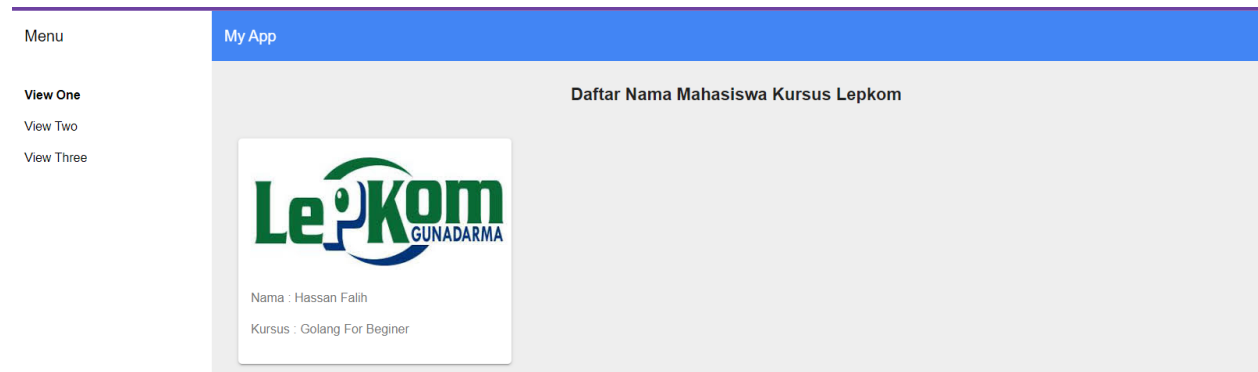 Menu
My App
View One
View Two
View Three
Daftar Nama Mahasiswa Kursus Lepkom
LePKom
GUNADARMA
Nama : Hassan Falih
Kursus : Golang For Beginer